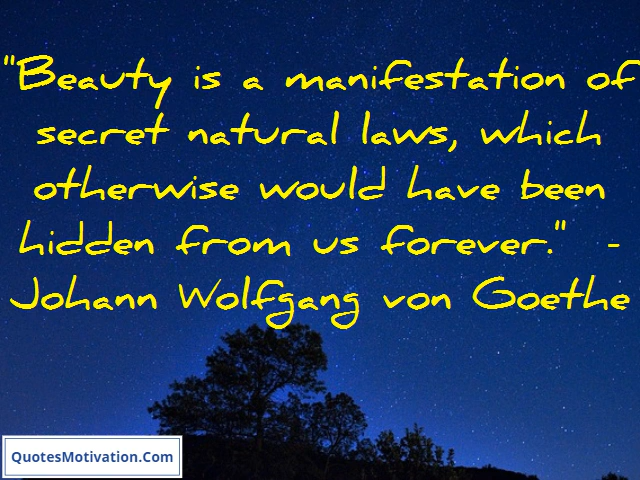 "Beauty is a manifestation of
secret natural laws, which
otherwise would have been
hidden from us forever." -
Johann Wolfgang von Goethe
QuotesMotivation.Com